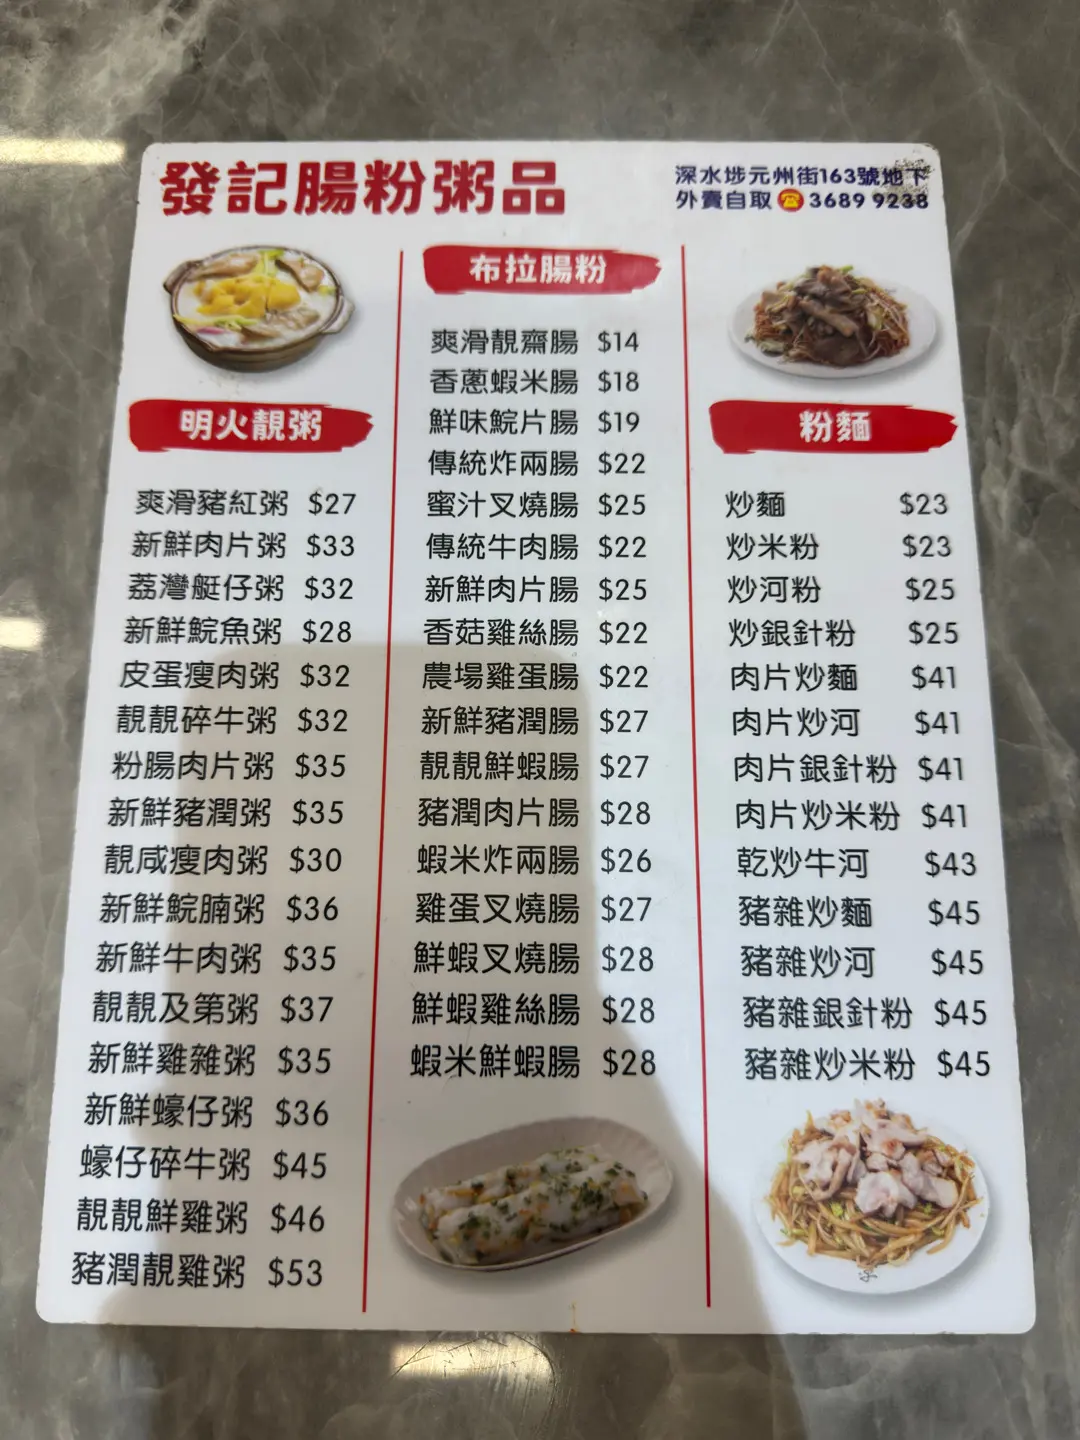 發記腸粉粥品
深水埗元州街163號地下
外賣自取 3689 9238
明火靚粥
爽滑豬紅粥 $27
新鮮肉片粥 $33
荔灣艇仔粥 $32
新鮮鯇魚粥 $28
皮蛋瘦肉粥 $32
靚靚碎牛粥 $32
粉腸肉片粥 $35
新鮮豬潤粥 $35
靚咸瘦肉粥 $30
新鮮鯇腩粥 $36
新鮮牛肉粥 $35
靚靚及第粥 $37
新鮮雞雜粥 $35
新鮮蠔仔粥 $36
蠔仔碎牛粥 $45
靚靚鮮雞粥 $46
豬潤靚雞粥 $53
布拉腸粉
爽滑靚齋腸 $14
香蔥蝦米腸 $18
鮮味鯇片腸 $19
傳統炸兩腸 $22
蜜汁叉燒腸 $25
傳統牛肉腸 $22
新鮮肉片腸 $25
香菇雞絲腸 $22
農場雞蛋腸 $22
新鮮豬潤腸 $27
靚靚鮮蝦腸 $27
豬潤肉片腸 $28
蝦米炸兩腸 $26
雞蛋叉燒腸 $27
鮮蝦叉燒腸 $28
鮮蝦雞絲腸 $28
蝦米鮮蝦腸 $28
粉麵
炒麵 $23
炒米粉 $23
炒河粉 $25
炒銀針粉 $25
肉片炒麵 $41
肉片炒河 $41
肉片銀針粉 $41
肉片炒米粉 $41
乾炒牛河 $43
豬雜炒麵 $45
豬雜炒河 $45
豬雜銀針粉 $45
豬雜炒米粉 $45